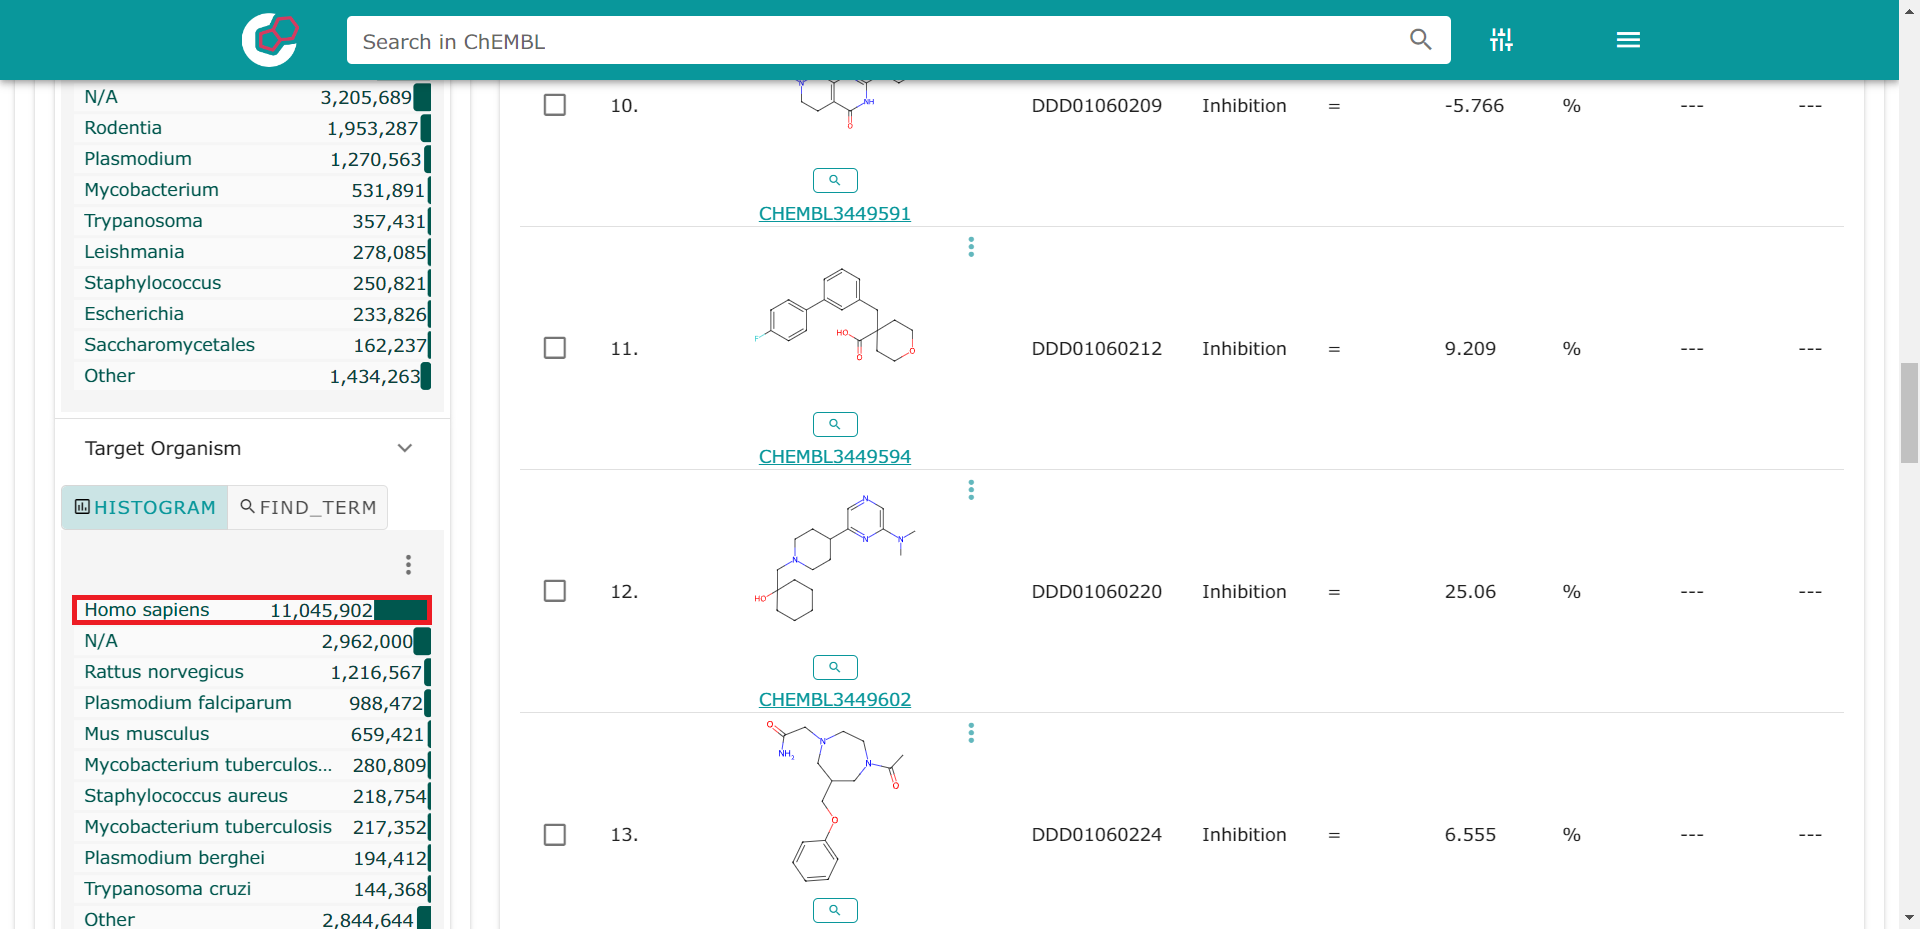 Search in ChEMBL
N/A 3,205,689
Rodentia 1,953,287
Plasmodium 1,270,563
Mycobacterium 531,891
Trypanosoma 357,431
Leishmania 278,085
Staphylococcus 250,821
Escherichia 233,826
Saccharomycetales 162,237
Other 1,434,263
Target Organism
HISTOGRAM FIND_TERM
Homo sapiens 11,045,902
N/A 2,962,000
Rattus norvegicus 1,216,567
Plasmodium falciparum 988,472
Mus musculus 659,421
Mycobacterium tuberculos... 280,809
Staphylococcus aureus 218,754
Mycobacterium tuberculosis 217,352
Plasmodium berghei 194,412
Trypanosoma cruzi 144,368
Other 2,844,644
N
NH
O
10. DDD01060209 Inhibition = -5.766 % --- ---
CHEMBL3449591
F
HO
O
O
11. DDD01060212 Inhibition = 9.209 % --- ---
CHEMBL3449594
N
N
N
N
HO
12. DDD01060220 Inhibition = 25.06 % --- ---
CHEMBL3449602
O
NH2
N
N
O
O
13. DDD01060224 Inhibition = 6.555 % --- ---